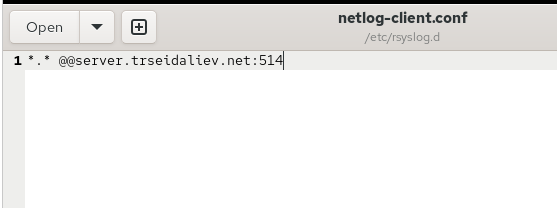 Open
netlog-client.conf
/etc/rsyslog.d
1 *.* @@server.trseidaliev.net:514